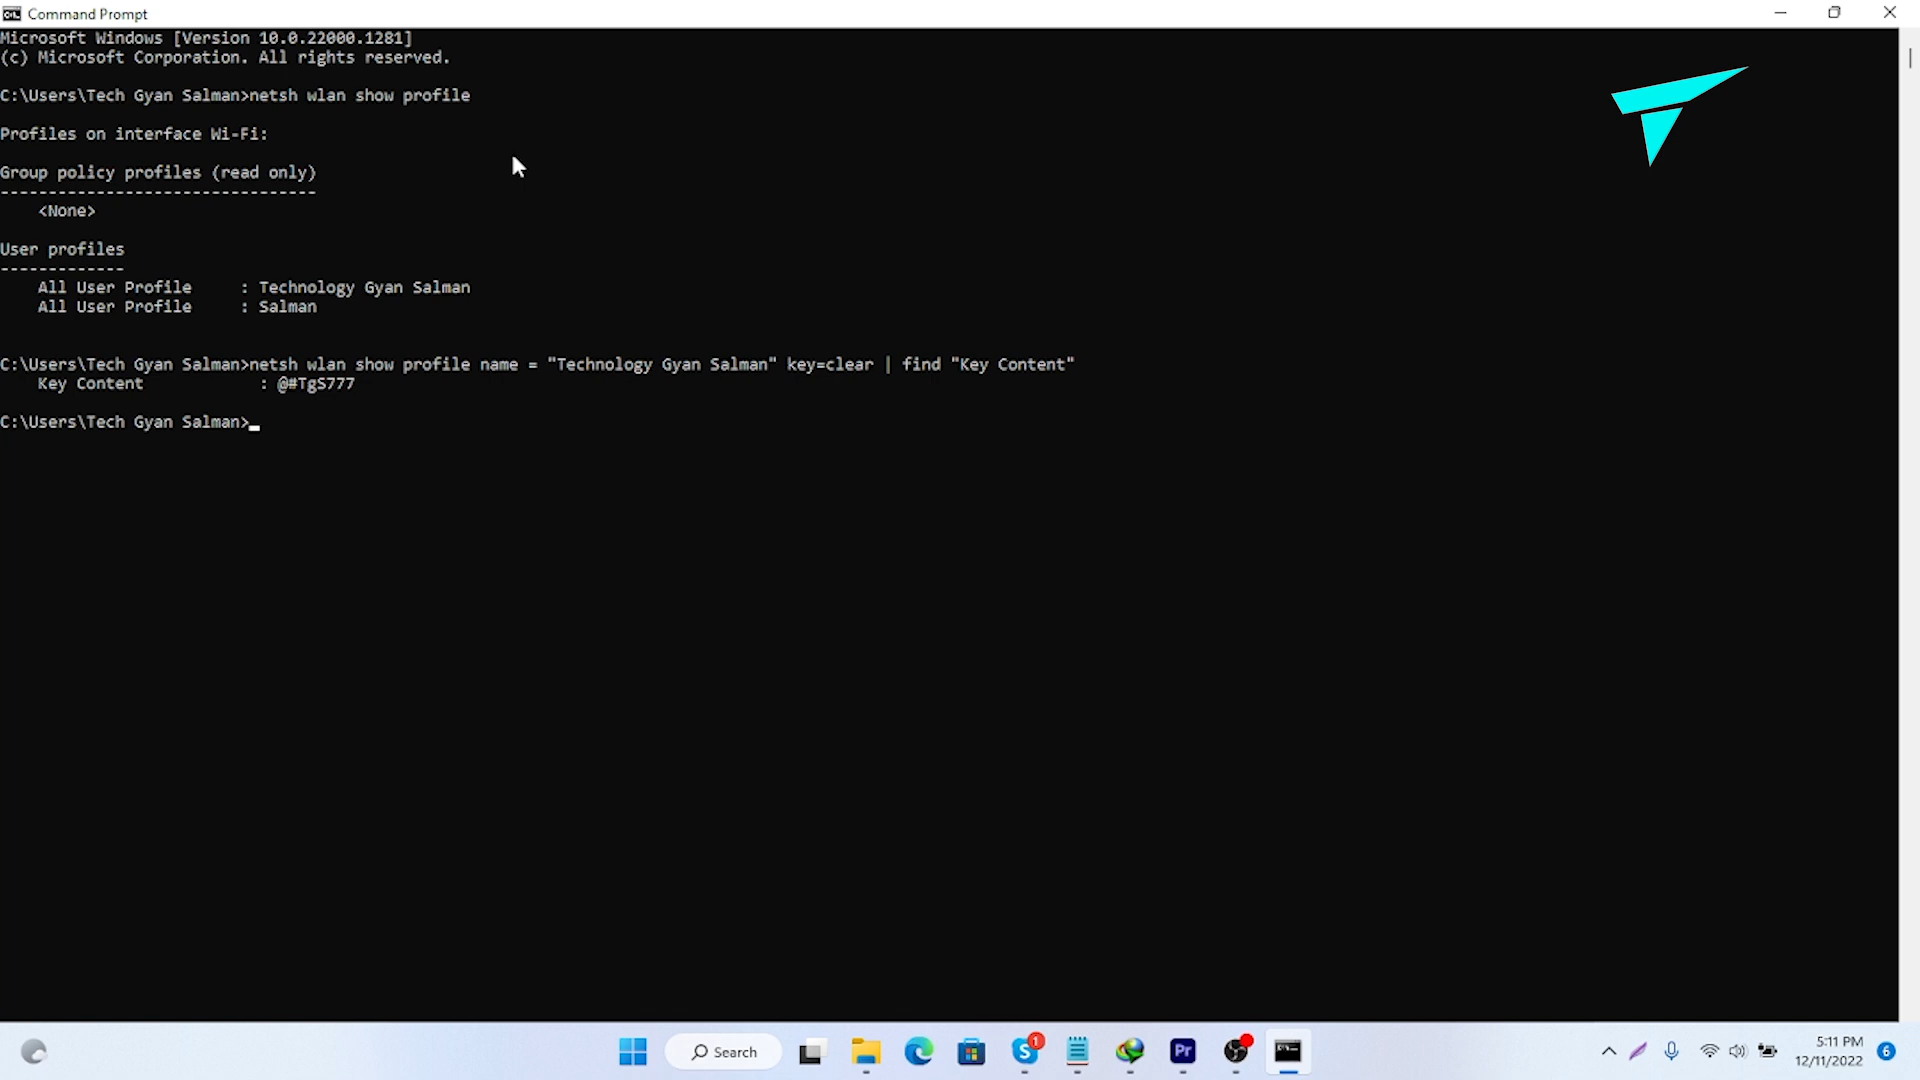 Command Prompt
Microsoft Windows [Version 10.0.22000.1281]
(c) Microsoft Corporation. All rights reserved.
C:\Users\Tech Gyan Salman>netsh wlan show profile
Profiles on interface Wi-Fi:
Group policy profiles (read only)
---------------------------------
    <None>
User profiles
-------------
    All User Profile     : Technology Gyan Salman
    All User Profile     : Salman
C:\Users\Tech Gyan Salman>netsh wlan show profile name = "Technology Gyan Salman" key=clear | find "Key Content"
    Key Content            : @#TgS777
C:\Users\Tech Gyan Salman>
Search
1
Pr
5:11 PM
12/11/2022
6